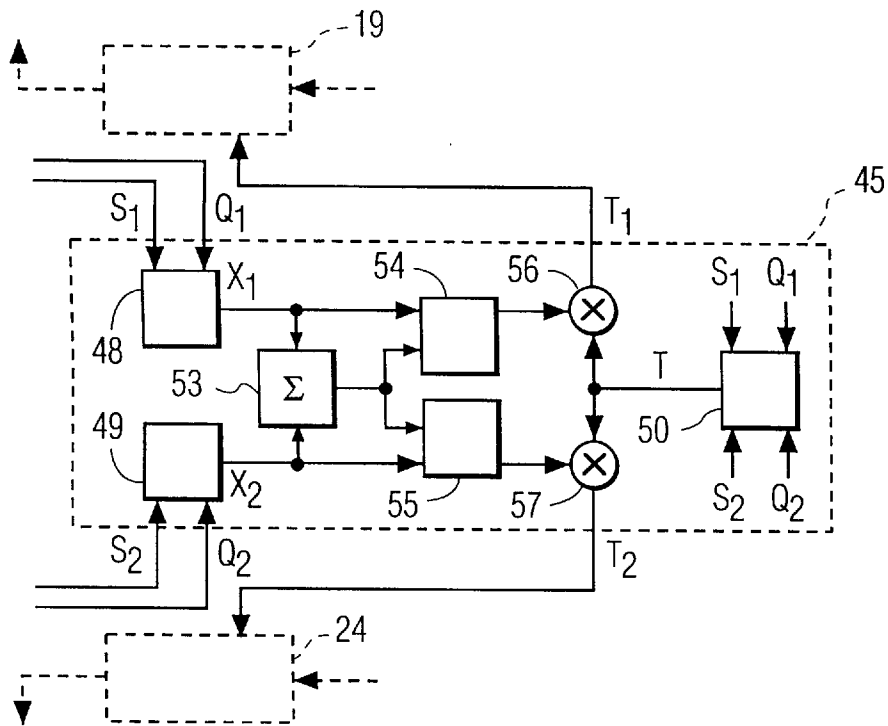 19
45
S1 Q1 T1
X1 54 56 S1 Q1
48
53 Σ × T
49 50
X2 55 57 × S2 Q2
S2 Q2 T2
24